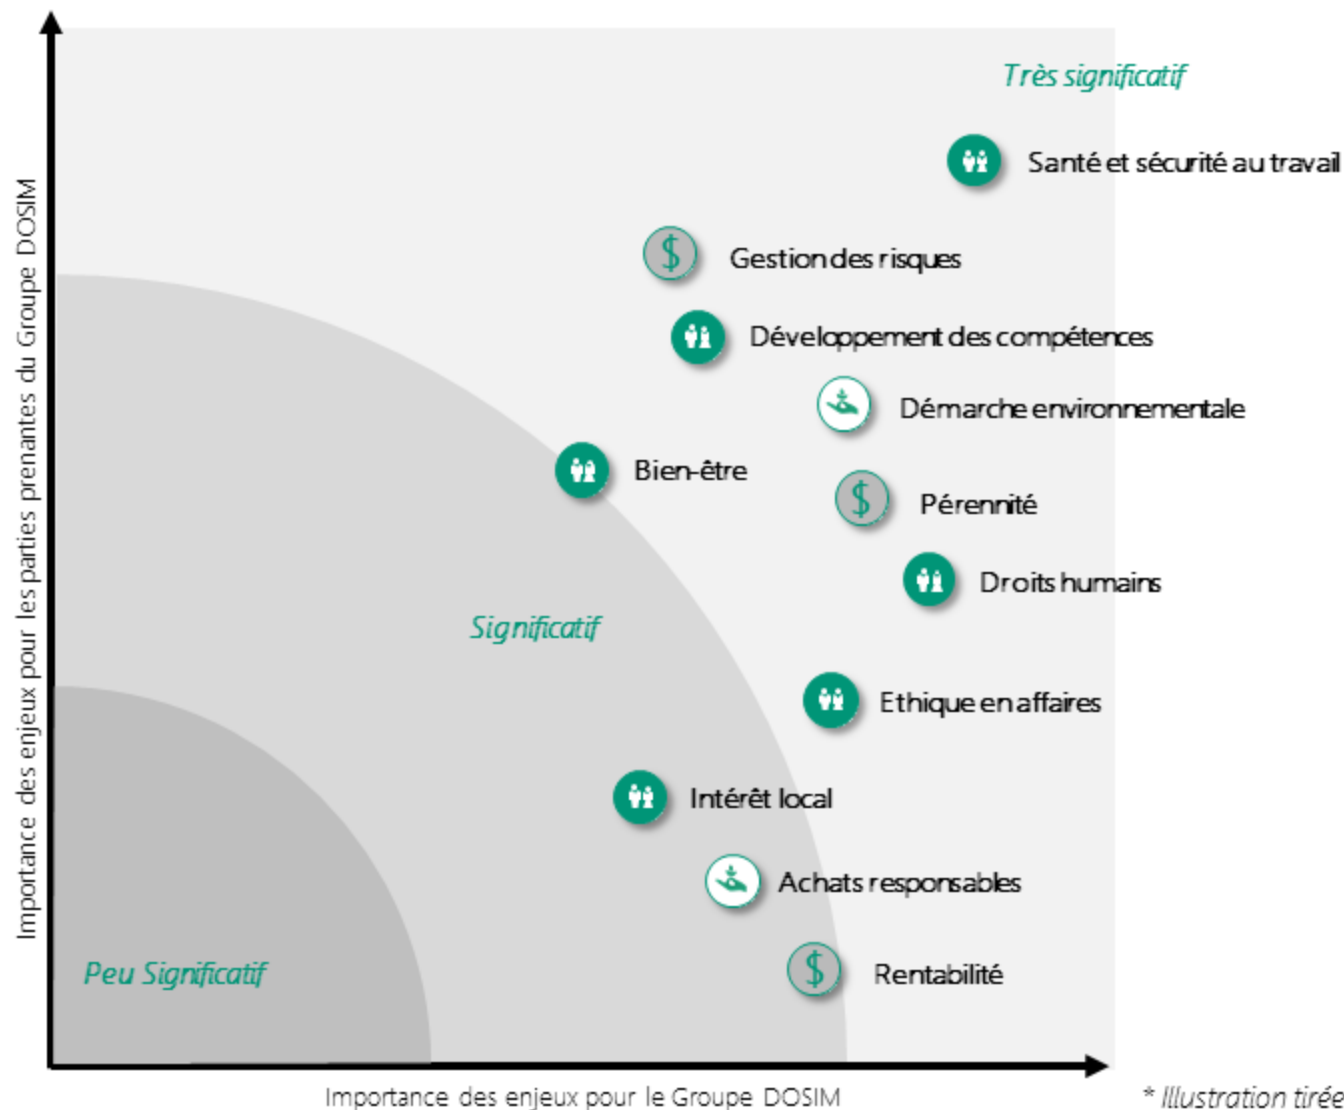 Très significatif
Santé et sécurité au travail
$
Gestion des risques
Développement des compétences
Démarche environnementale
Bien-être
$
Pérennité
Droits humains
Significatif
Ethique en affaires
Intérêt local
Achats responsables
Peu Significatif
$
Rentabilité
Importance des enjeux pour les parties prenantes du Groupe DOSIM
Importance des enjeux pour le Groupe DOSIM
* Illustration tirée